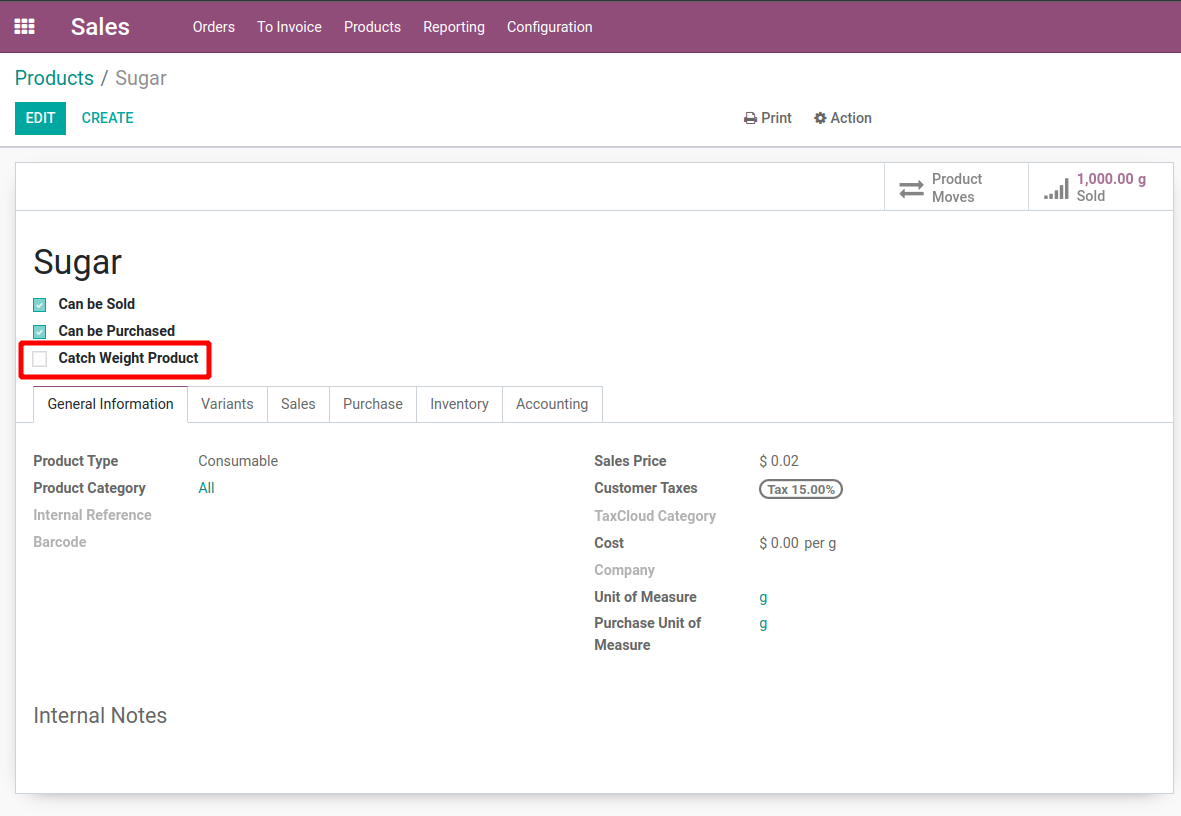 Sales Orders To Invoice Products Reporting Configuration
Products / Sugar
EDIT CREATE Print Action
Product Moves
1,000.00 g Sold
Sugar
Can be Sold
Can be Purchased
Catch Weight Product
General Information Variants Sales Purchase Inventory Accounting
Product Type Consumable
Product Category All
Internal Reference
Barcode
Sales Price $ 0.02
Customer Taxes Tax 15.00%
TaxCloud Category
Cost $ 0.00 per g
Company
Unit of Measure g
Purchase Unit of g
Measure
Internal Notes